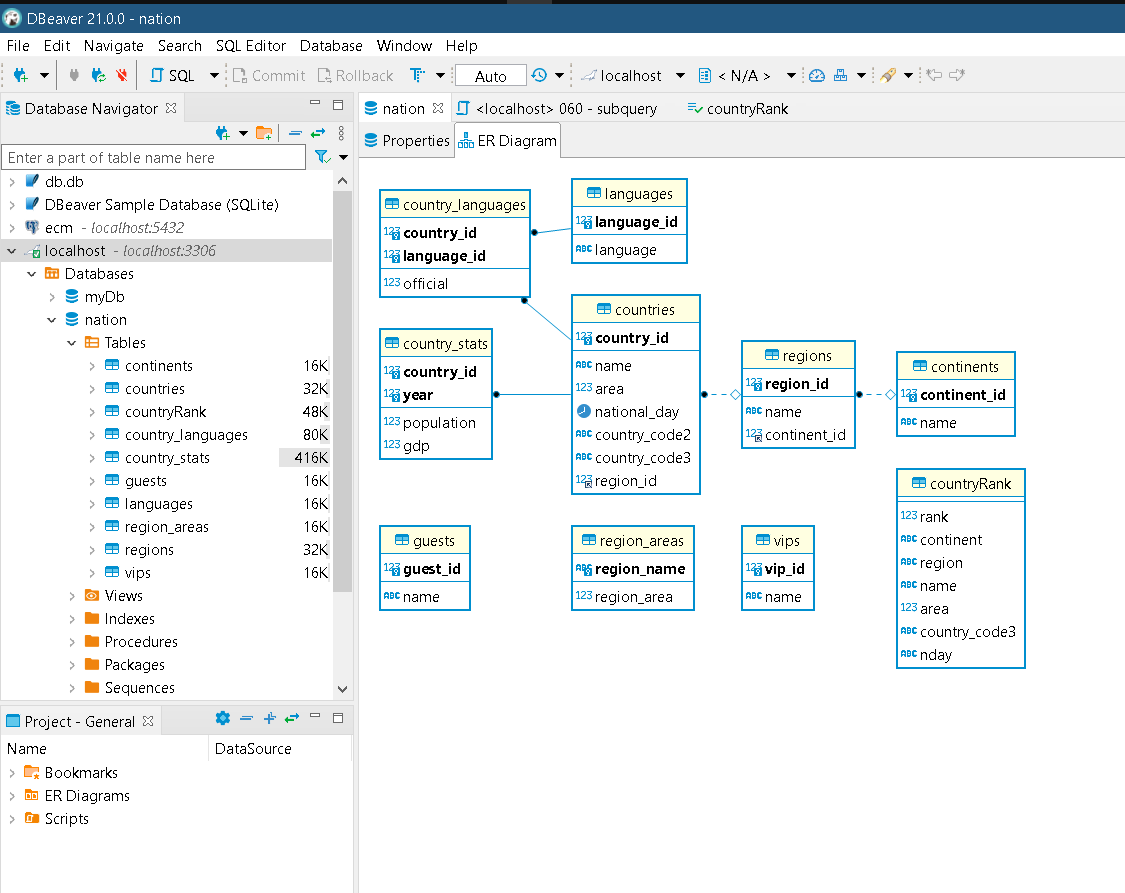 DBeaver 21.0.0 - nation
File Edit Navigate Search SQL Editor Database Window Help
SQL Commit Rollback Auto localhost < N/A >
Database Navigator
Enter a part of table name here
db.db
DBeaver Sample Database (SQLite)
ecm - localhost:5432
localhost - localhost:3306
Databases
myDb
nation
Tables
continents 16K
countries 32K
countryRank 48K
country_languages 80K
country_stats 416K
guests 16K
languages 16K
region_areas 16K
regions 32K
vips 16K
Views
Indexes
Procedures
Packages
Sequences
Project - General
Name DataSource
Bookmarks
ER Diagrams
Scripts
nation <localhost> 060 - subquery countryRank
Properties ER Diagram
country_languages
123 country_id
123 language_id
123 official
languages
123 language_id
ABC language
country_stats
123 country_id
123 year
123 population
123 gdp
countries
123 country_id
ABC name
123 area
national_day
ABC country_code2
ABC country_code3
123 region_id
regions
123 region_id
ABC name
123 continent_id
continents
123 continent_id
ABC name
countryRank
123 rank
ABC continent
ABC region
ABC name
123 area
ABC country_code3
ABC nday
guests
123 guest_id
ABC name
region_areas
ABC region_name
123 region_area
vips
123 vip_id
ABC name